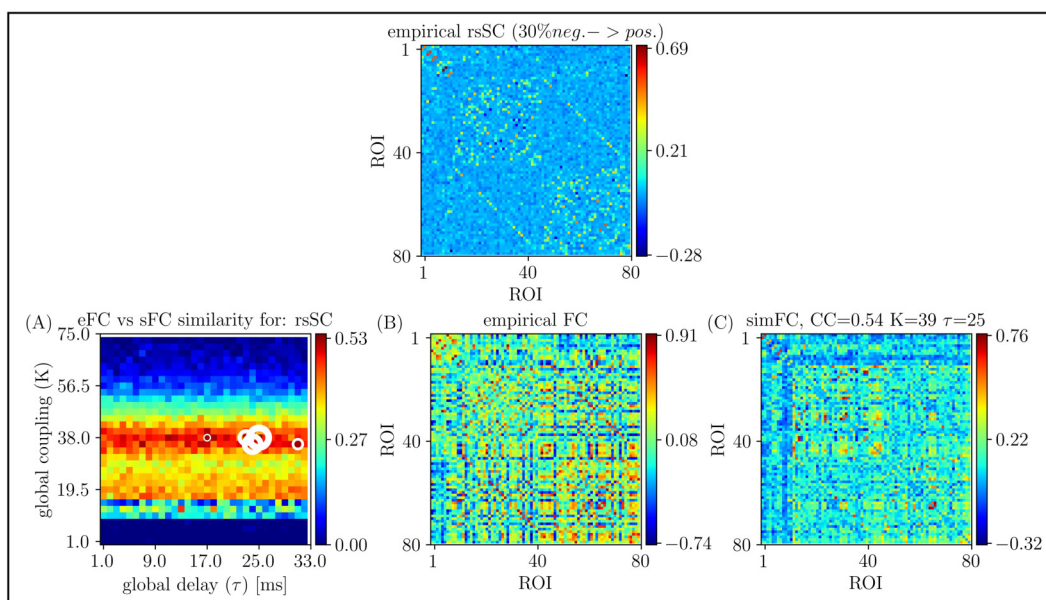 empirical rsSC (30%neg.− > pos.)
1
40
80
ROI
1
40
80
ROI
0.69
0.21
−0.28
(A)
eFC vs sFC similarity for: rsSC
75.0
56.5
38.0
19.5
1.0
global coupling (K)
1.0
9.0
17.0
25.0
33.0
global delay (τ) [ms]
0.53
0.27
0.00
(B)
empirical FC
1
40
80
ROI
1
40
80
ROI
0.91
0.08
−0.74
(C)
simFC, CC=0.54 K=39 τ=25
1
40
80
ROI
1
40
80
ROI
0.76
0.22
−0.32